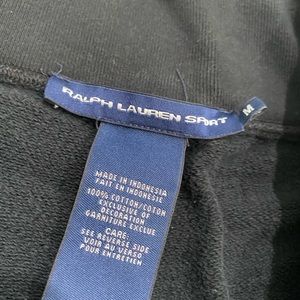 RALPH LAUREN SPORT
M
MADE IN INDONESIA
FAIT EN INDONESIE
100% COTTON/COTON
EXCLUSIVE OF
DECORATION
GARNITURE EXCLUE
CARE:
SEE REVERSE SIDE
VOIR AU VERSO
POUR ENTRETIEN